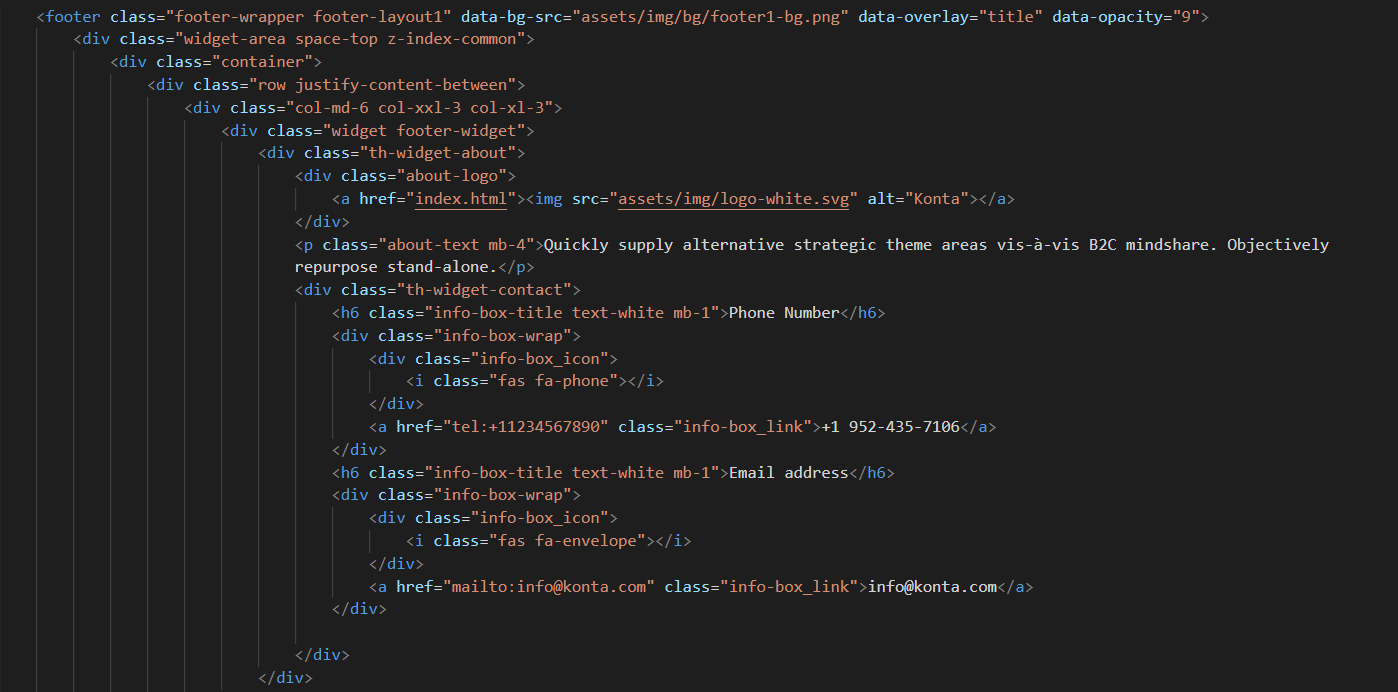 <footer class="footer-wrapper footer-layout1" data-bg-src="assets/img/bg/footer1-bg.png" data-overlay="title" data-opacity="9">
<div class="widget-area space-top z-index-common">
<div class="container">
<div class="row justify-content-between">
<div class="col-md-6 col-xxl-3 col-xl-3">
<div class="widget footer-widget">
<div class="th-widget-about">
<div class="about-logo">
<a href="index.html"><img src="assets/img/logo-white.svg" alt="Konta"></a>
</div>
<p class="about-text mb-4">Quickly supply alternative strategic theme areas vis-à-vis B2C mindshare. Objectively
repurpose stand-alone.</p>
<div class="th-widget-contact">
<h6 class="info-box-title text-white mb-1">Phone Number</h6>
<div class="info-box-wrap">
<div class="info-box_icon">
<i class="fas fa-phone"></i>
</div>
<a href="tel:+11234567890" class="info-box_link">+1 952-435-7106</a>
</div>
<h6 class="info-box-title text-white mb-1">Email address</h6>
<div class="info-box-wrap">
<div class="info-box_icon">
<i class="fas fa-envelope"></i>
</div>
<a href="mailto:info@konta.com" class="info-box_link">info@konta.com</a>
</div>
</div>
</div>